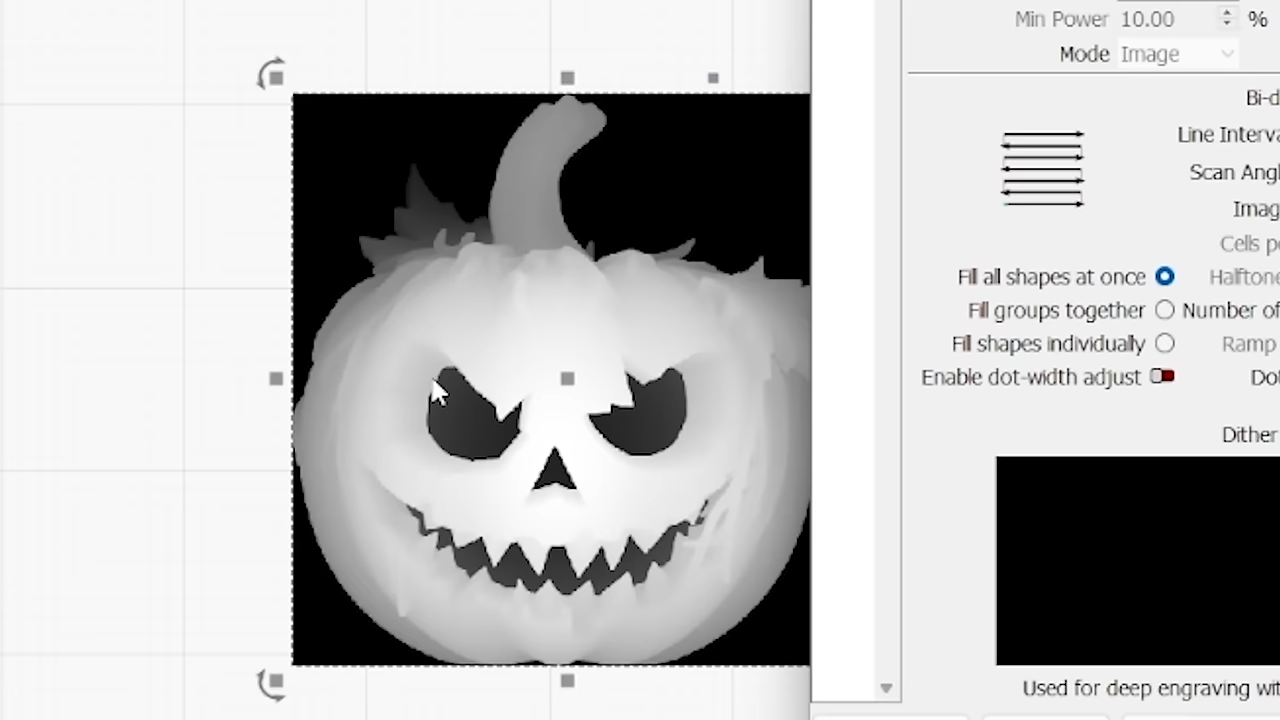 Min Power 10.00 %
Mode Image
Bi-d
Line Interva
Scan Angl
Imag
Cells pe
Fill all shapes at once Halftone
Fill groups together Number of
Fill shapes individually Ramp
Enable dot-width adjust Dot
Dither
Used for deep engraving wit